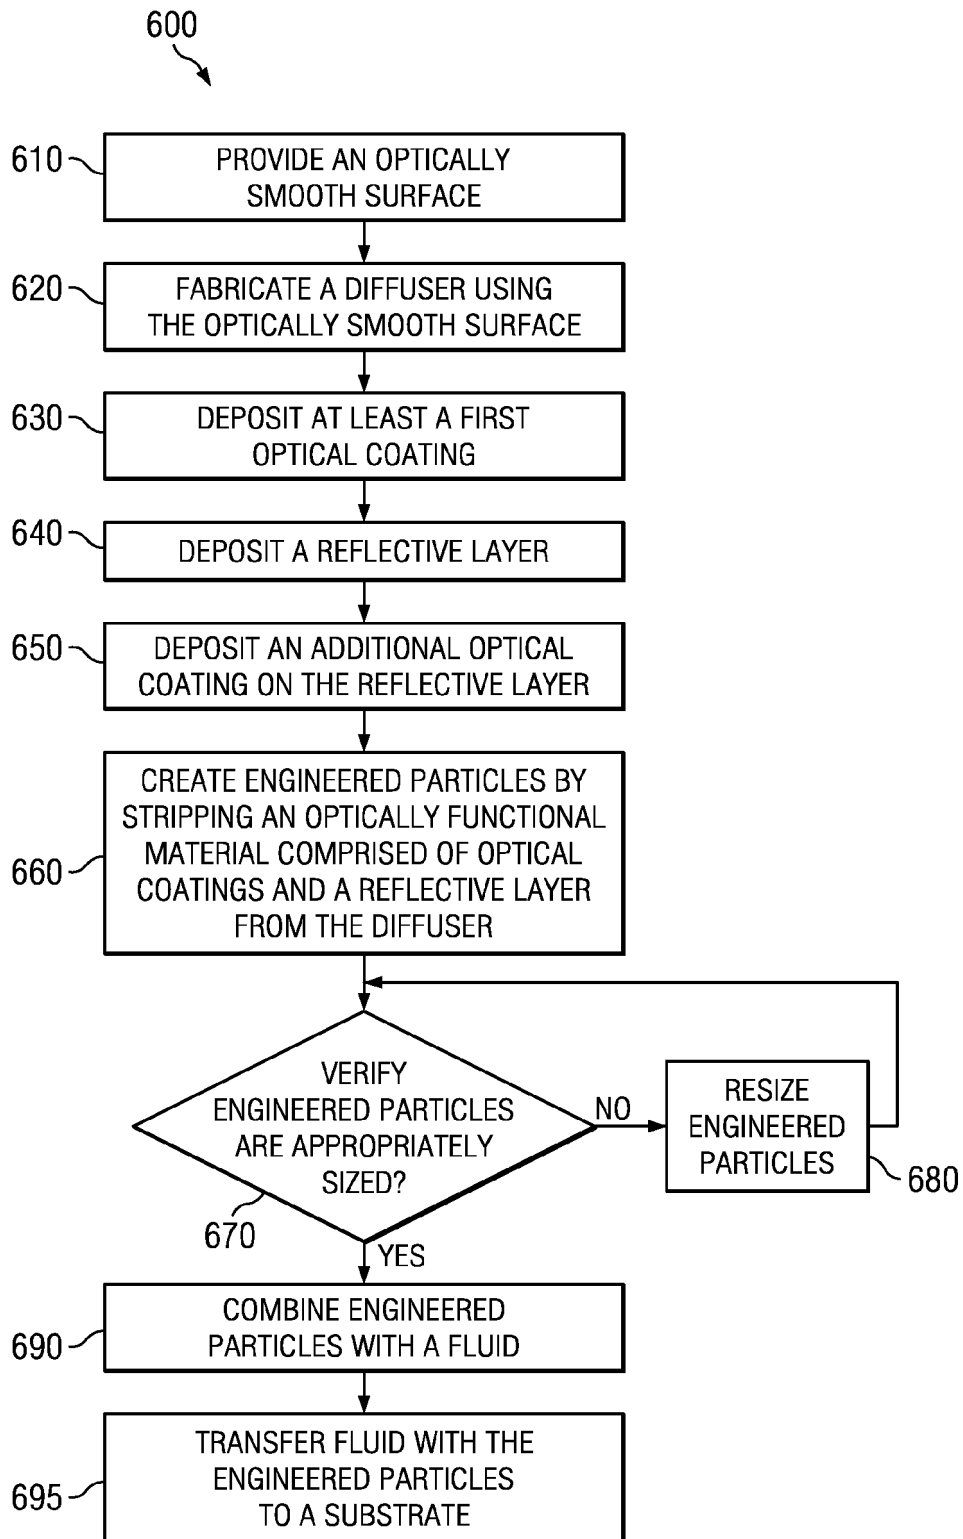 600
610
PROVIDE AN OPTICALLY
SMOOTH SURFACE
620
FABRICATE A DIFFUSER USING
THE OPTICALLY SMOOTH SURFACE
630
DEPOSIT AT LEAST A FIRST
OPTICAL COATING
640
DEPOSIT A REFLECTIVE LAYER
650
DEPOSIT AN ADDITIONAL OPTICAL
COATING ON THE REFLECTIVE LAYER
660
CREATE ENGINEERED PARTICLES BY
STRIPPING AN OPTICALLY FUNCTIONAL
MATERIAL COMPRISED OF OPTICAL
COATINGS AND A REFLECTIVE LAYER
FROM THE DIFFUSER
VERIFY
ENGINEERED PARTICLES
ARE APPROPRIATELY
SIZED?
670
NO
RESIZE
ENGINEERED
PARTICLES
680
YES
690
COMBINE ENGINEERED
PARTICLES WITH A FLUID
695
TRANSFER FLUID WITH THE
ENGINEERED PARTICLES
TO A SUBSTRATE